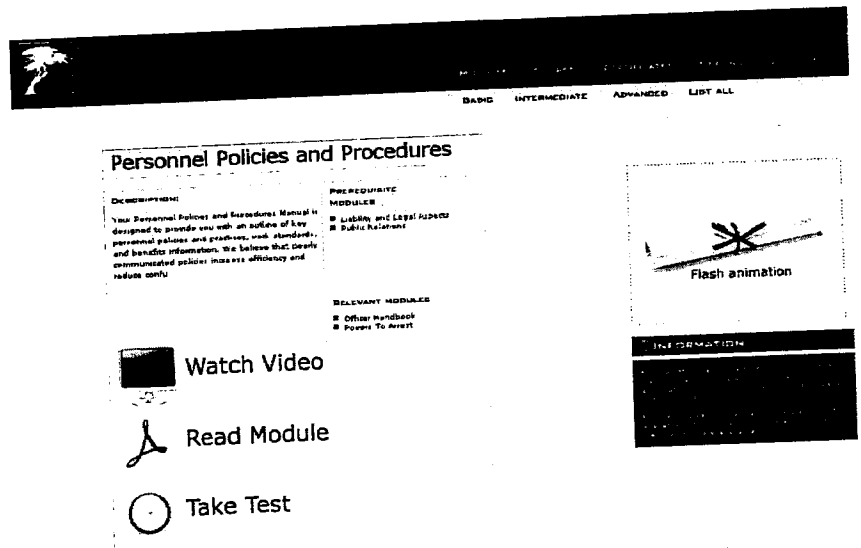 BASIC INTERMEDIATE ADVANCED LIST ALL
Personnel Policies and Procedures
DESCRIPTION:
Your Personnel Policies and Procedures Manual is
designed to provide you with an outline of key
personnel policies and practices, work standards,
and benefits information. We believe that clearly
communicated policies increase efficiency and
reduce confu
PREREQUISITE
MODULES
Liability and Legal Aspects
Public Relations
RELEVANT MODULES
Officer Handbook
Powers To Arrest
Flash animation
INFORMATION
Watch Video
Read Module
Take Test